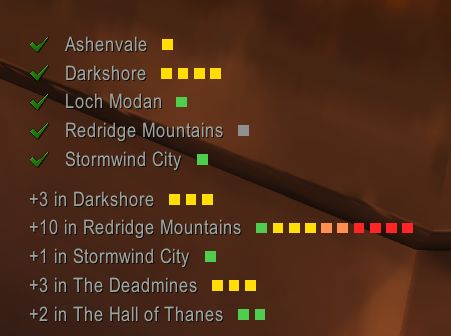 Ashenvale
Darkshore
Loch Modan
Redridge Mountains
Stormwind City
+3 in Darkshore
+10 in Redridge Mountains
+1 in Stormwind City
+3 in The Deadmines
+2 in The Hall of Thanes